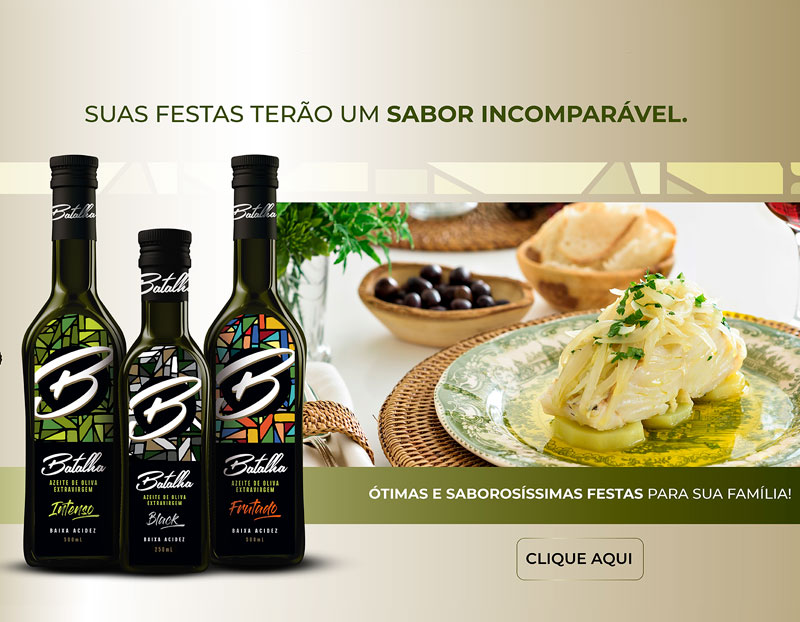 SUAS FESTAS TERÃO UM SABOR INCOMPARÁVEL.
Batalha
B
Batalha
AZEITE DE OLIVA
EXTRAVIRGEM
Intenso
BAIXA ACIDEZ
500ml
Batalha
B
Batalha
AZEITE DE OLIVA
EXTRAVIRGEM
Black
BAIXA ACIDEZ
250ml
Batalha
B
Batalha
AZEITE DE OLIVA
EXTRAVIRGEM
Frutado
BAIXA ACIDEZ
500ml
ÓTIMAS E SABOROSÍSSIMAS FESTAS PARA SUA FAMÍLIA!
CLIQUE AQUI